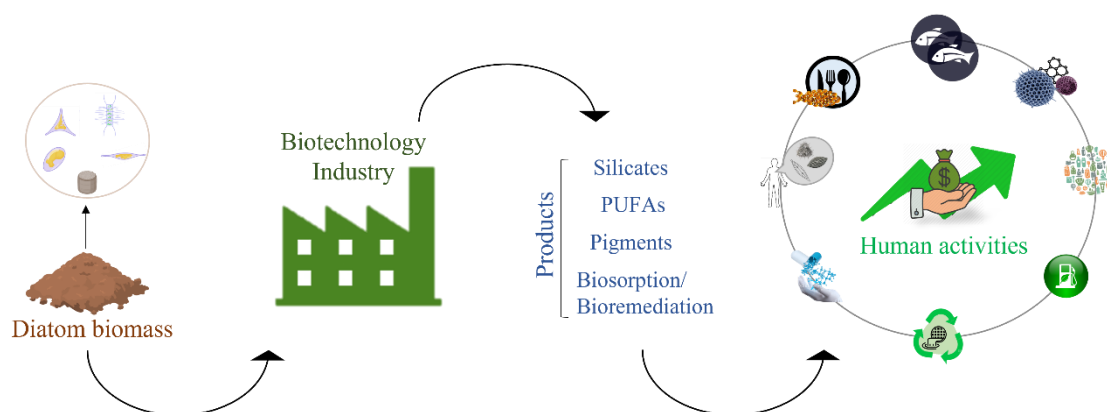 Diatom biomass
Biotechnology
Industry
Products
Silicates
PUFAs
Pigments
Biosorption/
Bioremediation
$
Human activities